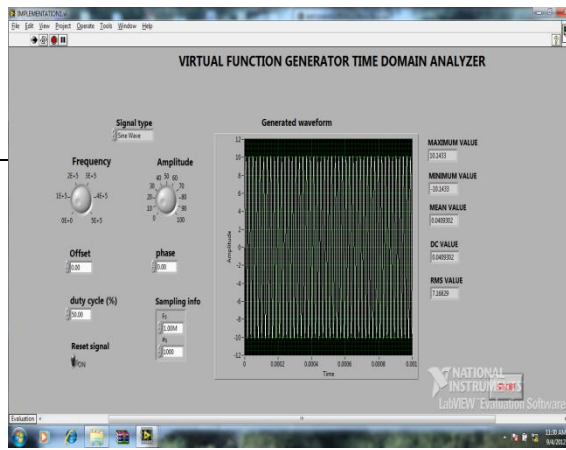 IMPLEMENTATION1.vi
File Edit View Project Operate Tools Window Help
VIRTUAL FUNCTION GENERATOR TIME DOMAIN ANALYZER
Signal type
Sine Wave
Frequency
2E+5 3E+5
1E+5 4E+5
0E+0 5E+5
Amplitude
40 50 60
30 70
20 80
10 90
0 100
Offset
0.00
phase
0.00
duty cycle (%)
50.00
Sampling info
Fs
1.00M
#s
1000
Reset signal
ON
Generated waveform
Amplitude
12
10
8
6
4
2
0
-2
-4
-6
-8
-10
-12
0 0.0002 0.0004 0.0006 0.0008 0.001
Time
MAXIMUM VALUE
10.1433
MINIMUM VALUE
-10.1433
MEAN VALUE
0.0409302
DC VALUE
0.0409302
RMS VALUE
7.16829
STOP
NATIONAL
INSTRUMENTS
LabVIEW Evaluation Software
Evaluation
11:30 AM
9/4/2012